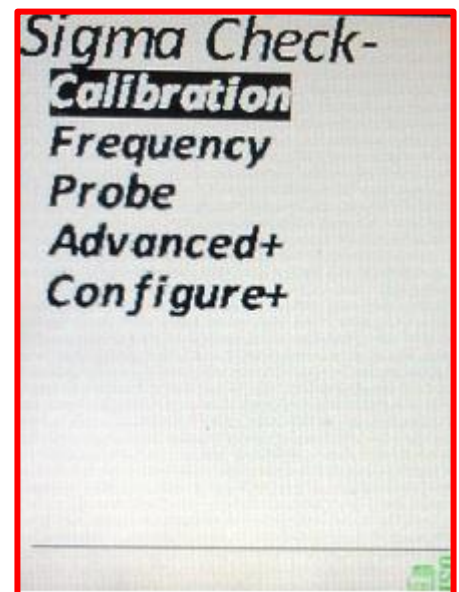 Sigma Check-
Calibration
Frequency
Probe
Advanced+
Configure+